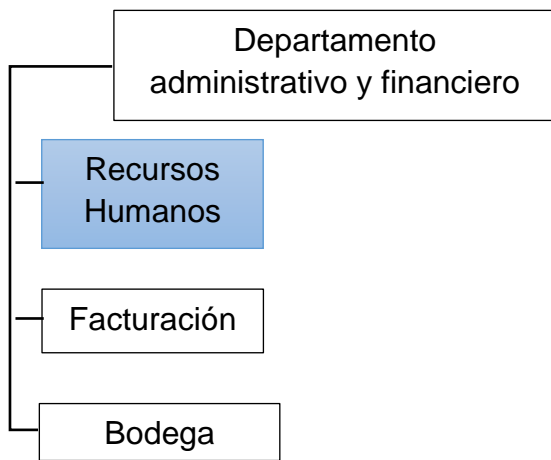 Departamento
administrativo y financiero
Recursos
Humanos
Facturación
Bodega